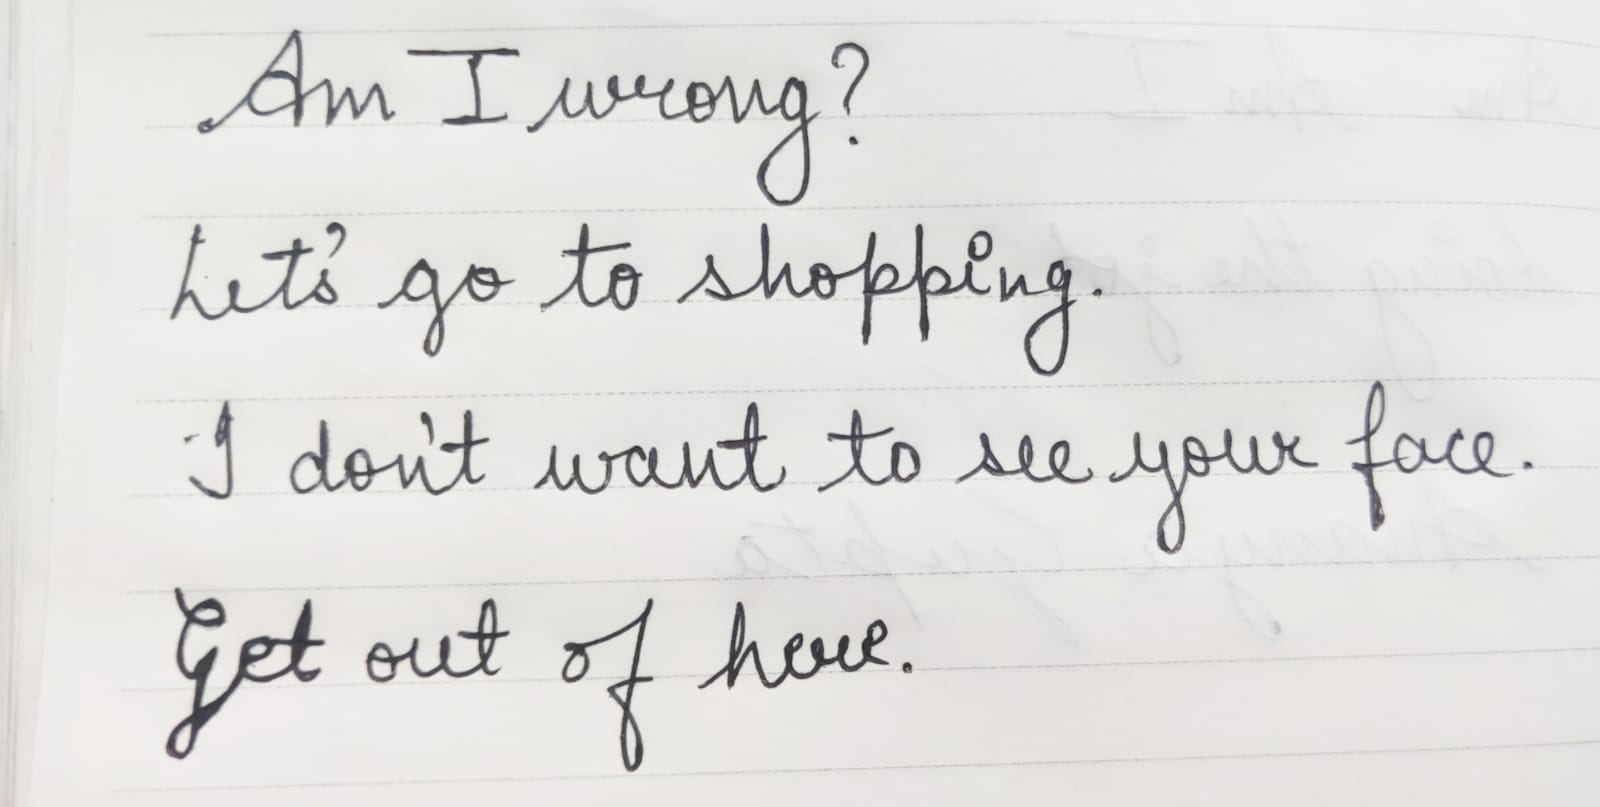 Am I wrong?
Let's go to shopping.
I don't want to see your face.
Get out of here.